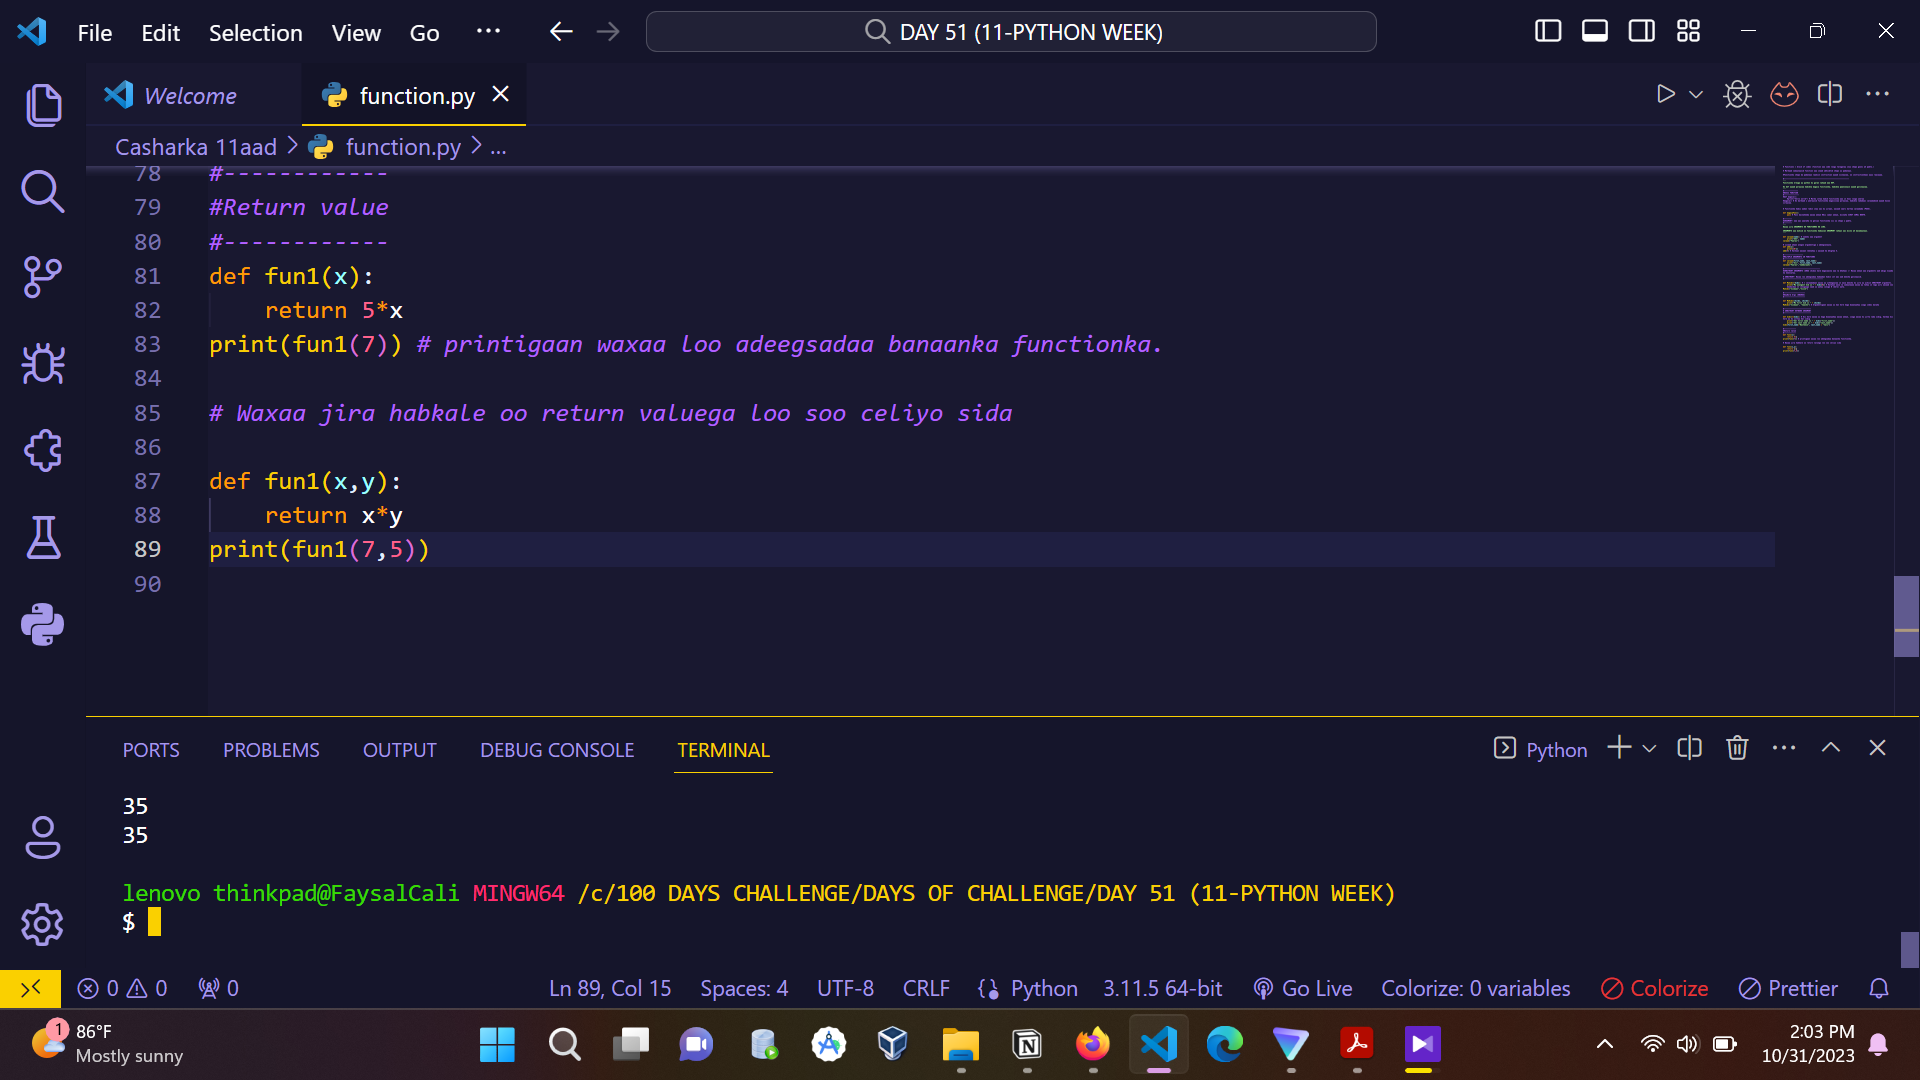 File Edit Selection View Go ··· DAY 51 (11-PYTHON WEEK)
Welcome function.py
Casharka 11aad > function.py > ...
78 #------------
79 #Return value
80 #------------
81 def fun1(x):
82 return 5*x
83 print(fun1(7)) # printigaan waxaa loo adeegsadaa banaanka functionka.
84
85 # Waxaa jira habkale oo return valuega loo soo celiyo sida
86
87 def fun1(x,y):
88 return x*y
89 print(fun1(7,5))
90
PORTS PROBLEMS OUTPUT DEBUG CONSOLE TERMINAL Python
35
35
lenovo thinkpad@FaysalCali MINGW64 /c/100 DAYS CHALLENGE/DAYS OF CHALLENGE/DAY 51 (11-PYTHON WEEK)
$
0 0 0 Ln 89, Col 15 Spaces: 4 UTF-8 CRLF Python 3.11.5 64-bit Go Live Colorize: 0 variables Colorize Prettier
1 86°F
Mostly sunny
2:03 PM
10/31/2023